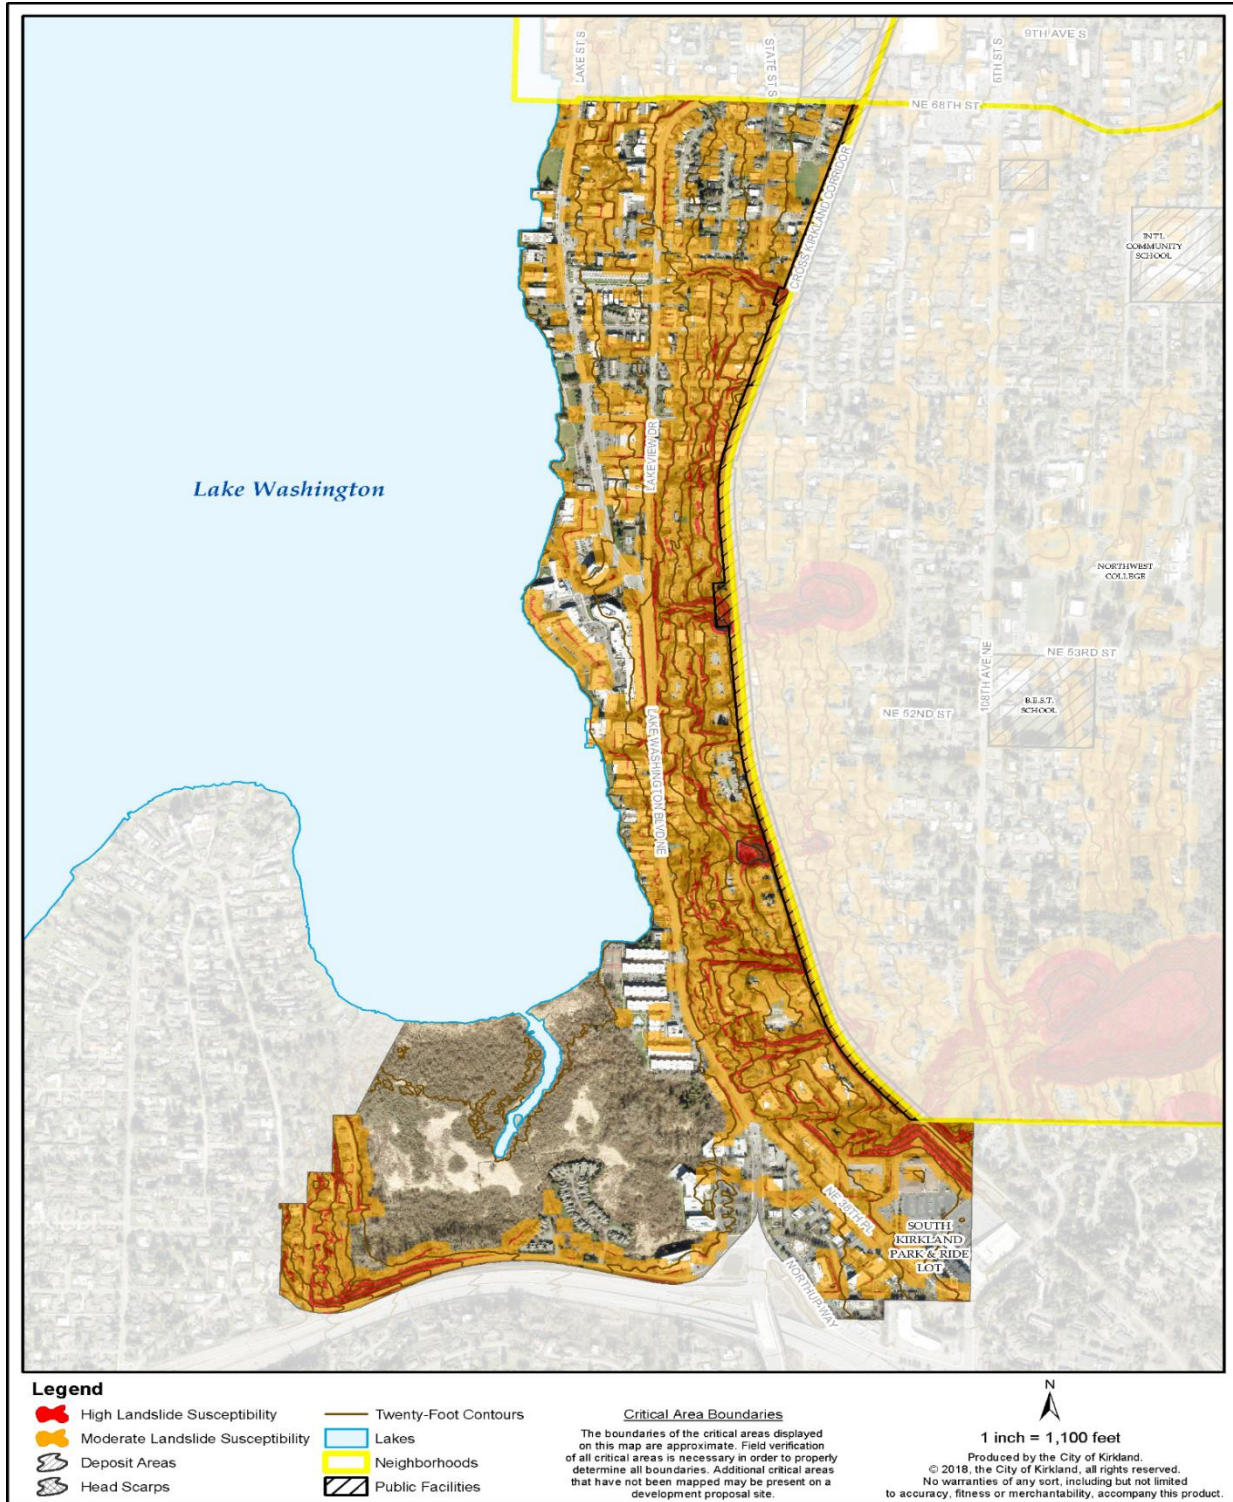 9TH AVE S
LAKE ST S
STATE ST S
6TH ST S
NE 68TH ST
CROSS KIRKLAND CORRIDOR
INT'L
COMMUNITY
SCHOOL
LAKEVIEW DR
Lake Washington
NORTHWEST
COLLEGE
NE 53RD ST
108TH AVE NE
B.E.S.T.
SCHOOL
NE 52ND ST
LAKE WASHINGTON BLVD NE
NE 38TH PL
SOUTH
KIRKLAND
PARK & RIDE
LOT
NORTHUP WAY
Legend
High Landslide Susceptibility
Moderate Landslide Susceptibility
Deposit Areas
Head Scarps
Twenty-Foot Contours
Lakes
Neighborhoods
Public Facilities
Critical Area Boundaries
The boundaries of the critical areas displayed
on this map are approximate. Field verification
of all critical areas is necessary in order to properly
determine all boundaries. Additional critical areas
that have not been mapped may be present on a
development proposal site.
N
1 inch = 1,100 feet
Produced by the City of Kirkland.
© 2018, the City of Kirkland, all rights reserved.
No warranties of any sort, including but not limited
to accuracy, fitness or merchantability, accompany this product.